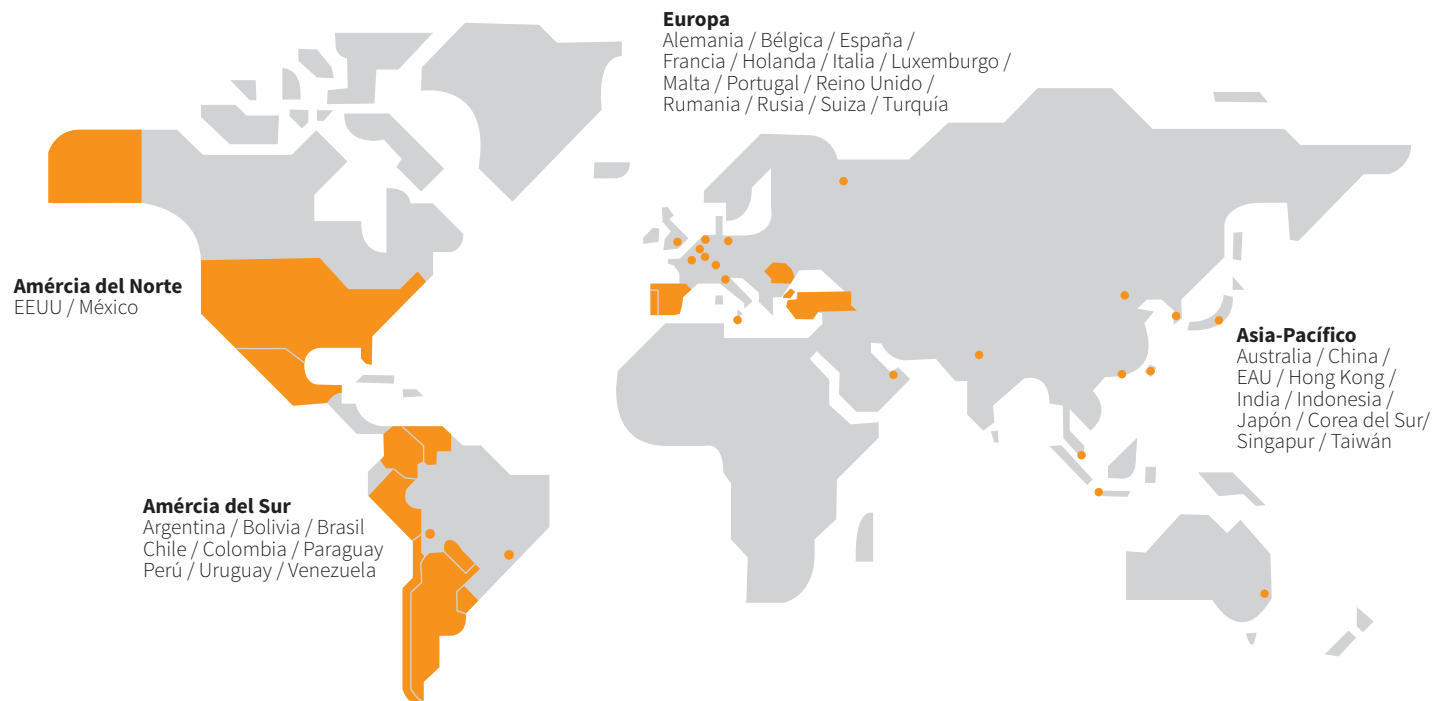 Europa
Alemania / Bélgica / España /
Francia / Holanda / Italia / Luxemburgo /
Malta / Portugal / Reino Unido /
Rumania / Rusia / Suiza / Turquía
Amércia del Norte
EEUU / México
Asia-Pacífico
Australia / China /
EAU / Hong Kong /
India / Indonesia /
Japón / Corea del Sur/
Singapur / Taiwán
Amércia del Sur
Argentina / Bolivia / Brasil
Chile / Colombia / Paraguay
Perú / Uruguay / Venezuela